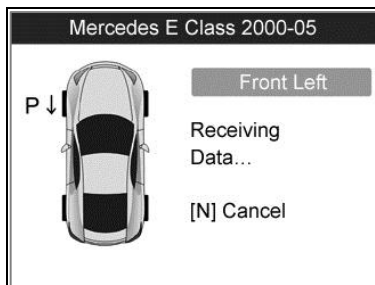 Mercedes E Class 2000-05
Front Left
P ↓
Receiving
Data...
[N] Cancel